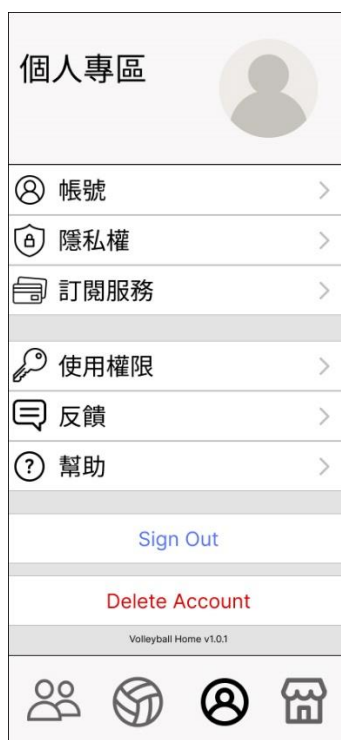 個人專區
帳號
隱私權
訂閱服務
使用權限
反饋
幫助
Sign Out
Delete Account
Volleyball Home v1.0.1